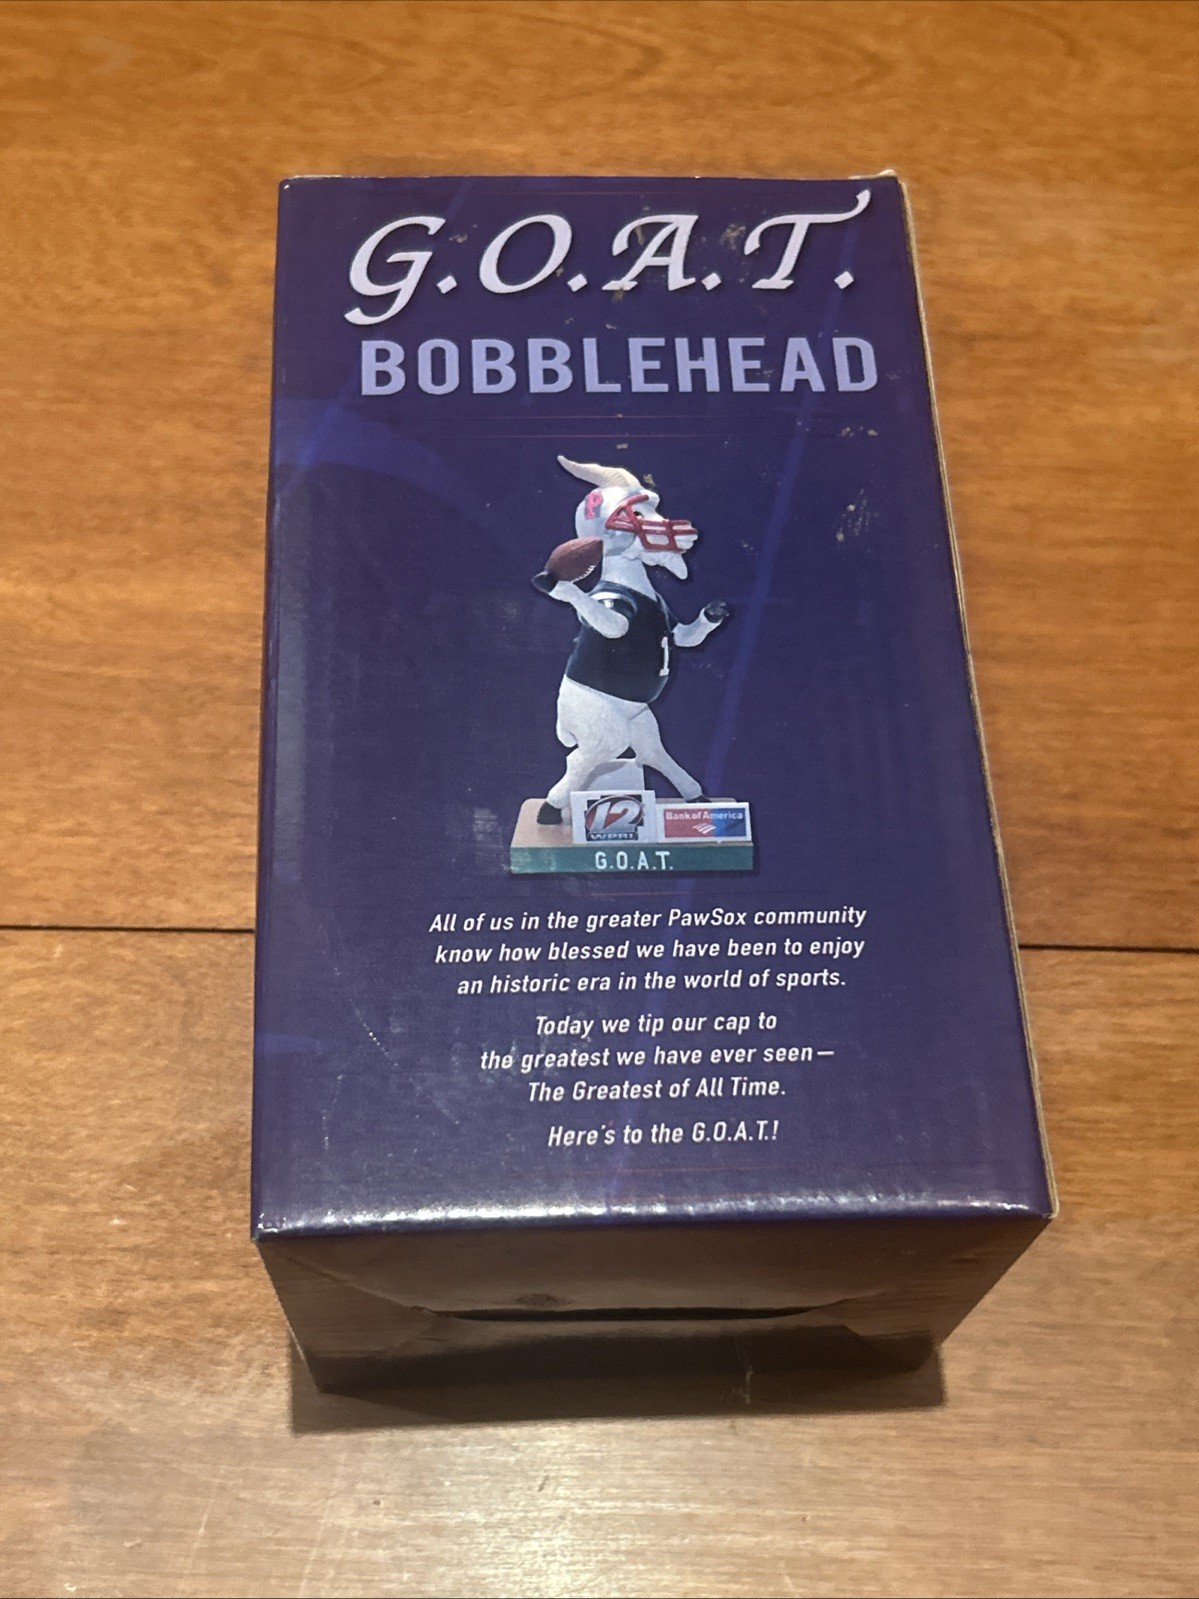 G.O.A.T.
BOBBLEHEAD
P
1
12
WPRI
Bank of America
G.O.A.T.
All of us in the greater PawSox community
know how blessed we have been to enjoy
an historic era in the world of sports.
Today we tip our cap to
the greatest we have ever seen—
The Greatest of All Time.
Here's to the G.O.A.T.!